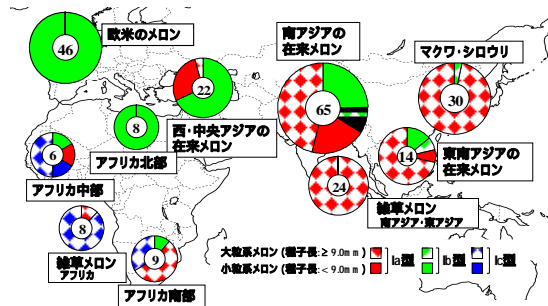 欧米のメロン
46
南アジアの
在来メロン
マクワ・シロウリ
22
65
30
8
西・中央アジアの
在来メロン
アフリカ北部
6
14
東南アジアの
在来メロン
アフリカ中部
24
雑草メロン
南アジア・東アジア
8
雑草メロン
アフリカ
9
アフリカ南部
大粒系メロン (種子長: ≥ 9.0mm)
小粒系メロン (種子長: < 9.0mm)
Ia型
Ib型
Ic型